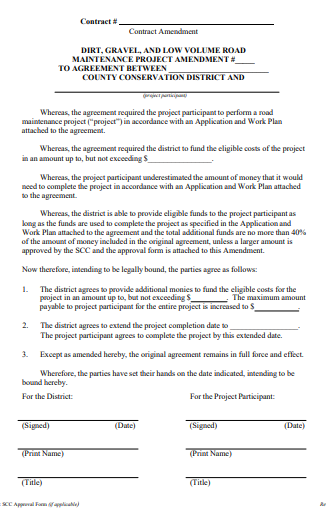 Contract # ____________________
Contract Amendment
DIRT, GRAVEL, AND LOW VOLUME ROAD
MAINTENANCE PROJECT AMENDMENT #_____
TO AGREEMENT BETWEEN ____________________
COUNTY CONSERVATION DISTRICT AND
____________________
(project participant)
Whereas, the agreement required the project participant to perform a road
maintenance project (“project”) in accordance with an Application and Work Plan
attached to the agreement.
Whereas, the agreement required the district to fund the eligible costs of the project
in an amount up to, but not exceeding $_______________.
Whereas, the project participant underestimated the amount of money that it would
need to complete the project in accordance with an Application and Work Plan attached
to the agreement.
Whereas, the district is able to provide eligible funds to the project participant as
long as the funds are used to complete the project as specified in the Application and
Work Plan attached to the agreement and the total additional funds are no more than 40%
of the amount of money included in the original agreement, unless a larger amount is
approved by the SCC and the approval form is attached to this Amendment.
Now therefore, intending to be legally bound, the parties agree as follows:
1. The district agrees to provide additional monies to fund the eligible costs for the
project in an amount up to, but not exceeding $________. The maximum amount
payable to project participant for the entire project is increased to $__________.
2. The district agrees to extend the project completion date to _______________.
The project participant agrees to complete the project by this extended date.
3. Except as amended hereby, the original agreement remains in full force and effect.
Wherefore, the parties have set their hands on the date indicated, intending to be
bound hereby.
For the District: For the Project Participant:
(Signed) (Date) (Signed) (Date)
(Print Name) (Print Name)
(Title) (Title)
: SCC Approval Form (if applicable) Re